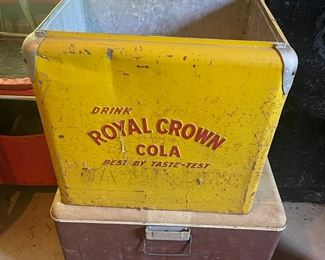 DRINK
ROYAL CROWN
COLA
BEST BY TASTE-TEST